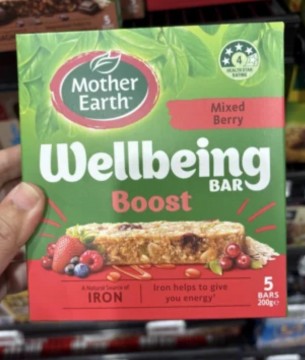 Mother
Earth
4
HEALTH STAR
RATING
Mixed
Berry
Wellbeing
BAR
Boost
A Natural Source of
IRON
Iron helps to give
you energy*
5
BARS
200g℮